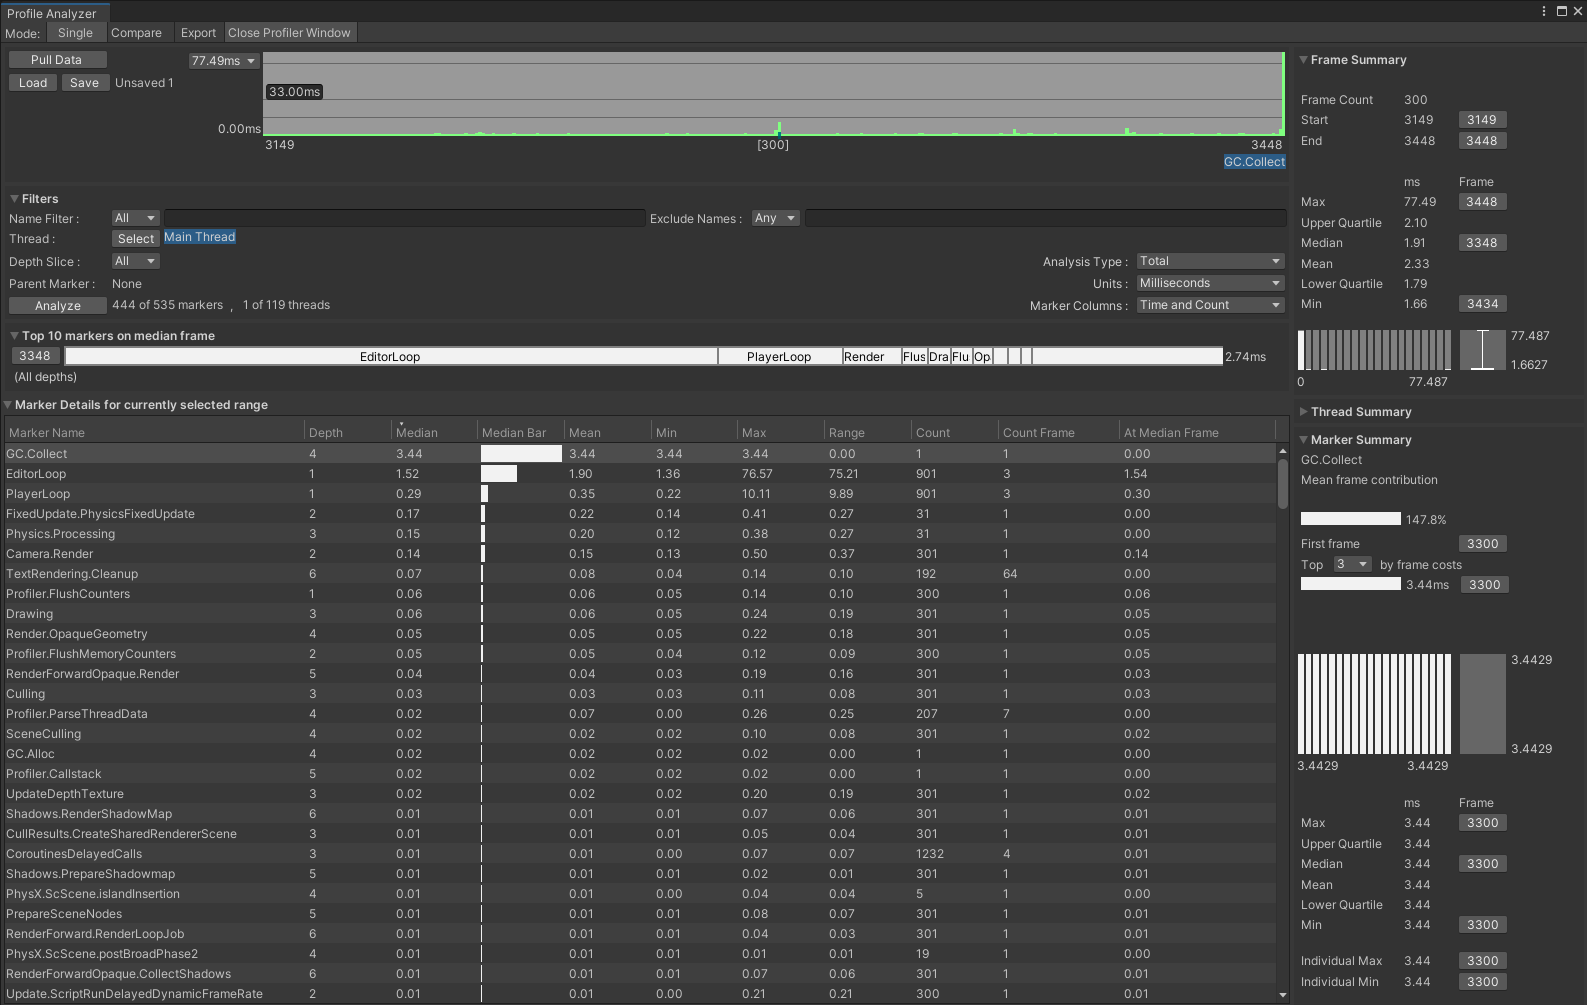 Profile Analyzer
Mode: Single Compare Export Close Profiler Window
Pull Data
Load Save Unsaved 1
77.49ms
33.00ms
0.00ms
3149 [300] 3448
GC.Collect
Filters
Name Filter : All Exclude Names : Any
Thread : Select Main Thread
Depth Slice : All Analysis Type : Total
Parent Marker : None Units : Milliseconds
Analyze 444 of 535 markers , 1 of 119 threads Marker Columns : Time and Count
Top 10 markers on median frame
3348 EditorLoop PlayerLoop Render Flus Dra Flu Op 2.74ms
(All depths)
Marker Details for currently selected range
Marker Name Depth Median Median Bar Mean Min Max Range Count Count Frame At Median Frame
GC.Collect 4 3.44 3.44 3.44 3.44 0.00 1 1 0.00
EditorLoop 1 1.52 1.90 1.36 76.57 75.21 901 3 1.54
PlayerLoop 1 0.29 0.35 0.22 10.11 9.89 901 3 0.30
FixedUpdate.PhysicsFixedUpdate 2 0.17 0.22 0.14 0.41 0.27 31 1 0.00
Physics.Processing 3 0.15 0.20 0.12 0.38 0.27 31 1 0.00
Camera.Render 2 0.14 0.15 0.13 0.50 0.37 301 1 0.14
TextRendering.Cleanup 6 0.07 0.08 0.04 0.14 0.10 192 64 0.00
Profiler.FlushCounters 1 0.06 0.06 0.05 0.14 0.10 300 1 0.06
Drawing 3 0.06 0.06 0.05 0.24 0.19 301 1 0.05
Render.OpaqueGeometry 4 0.05 0.05 0.05 0.22 0.18 301 1 0.05
Profiler.FlushMemoryCounters 2 0.05 0.05 0.04 0.12 0.09 300 1 0.05
RenderForwardOpaque.Render 5 0.04 0.04 0.03 0.19 0.16 301 1 0.03
Culling 3 0.03 0.03 0.03 0.11 0.08 301 1 0.03
Profiler.ParseThreadData 4 0.02 0.07 0.00 0.26 0.25 207 7 0.00
SceneCulling 4 0.02 0.02 0.02 0.10 0.08 301 1 0.02
GC.Alloc 4 0.02 0.02 0.02 0.02 0.00 1 1 0.00
Profiler.Callstack 5 0.02 0.02 0.02 0.02 0.00 1 1 0.00
UpdateDepthTexture 3 0.02 0.02 0.02 0.20 0.19 301 1 0.02
Shadows.RenderShadowMap 6 0.01 0.01 0.01 0.07 0.06 301 1 0.01
CullResults.CreateSharedRendererScene 3 0.01 0.01 0.01 0.05 0.04 301 1 0.01
CoroutinesDelayedCalls 3 0.01 0.01 0.00 0.07 0.07 1232 4 0.01
Shadows.PrepareShadowmap 5 0.01 0.01 0.01 0.02 0.01 301 1 0.01
PhysX.ScScene.islandInsertion 4 0.01 0.01 0.00 0.04 0.04 5 1 0.00
PrepareSceneNodes 5 0.01 0.01 0.01 0.08 0.07 301 1 0.01
RenderForward.RenderLoopJob 6 0.01 0.01 0.01 0.04 0.03 301 1 0.01
PhysX.ScScene.postBroadPhase2 4 0.01 0.01 0.01 0.01 0.01 19 1 0.00
RenderForwardOpaque.CollectShadows 6 0.01 0.01 0.01 0.07 0.06 301 1 0.01
Update.ScriptRunDelayedDynamicFrameRate 2 0.01 0.01 0.00 0.21 0.21 300 1 0.01
Frame Summary
Frame Count 300
Start 3149 3149
End 3448 3448
ms Frame
Max 77.49 3448
Upper Quartile 2.10
Median 1.91 3348
Mean 2.33
Lower Quartile 1.79
Min 1.66 3434
77.487
1.6627
0 77.487
Thread Summary
Marker Summary
GC.Collect
Mean frame contribution
147.8%
First frame 3300
Top 3 by frame costs
3.44ms 3300
3.4429
3.4429
3.4429 3.4429
ms Frame
Max 3.44 3300
Upper Quartile 3.44
Median 3.44 3300
Mean 3.44
Lower Quartile 3.44
Min 3.44 3300
Individual Max 3.44 3300
Individual Min 3.44 3300